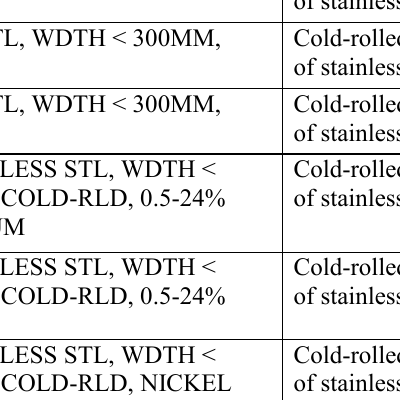 of stainless
TL, WDTH < 300MM,
Cold-rolled
of stainless
TL, WDTH < 300MM,
Cold-rolled
of stainless
LESS STL, WDTH <
COLD-RLD, 0.5-24%
UM
Cold-rolled
of stainless
LESS STL, WDTH <
COLD-RLD, 0.5-24%
Cold-rolled
of stainless
LESS STL, WDTH <
COLD-RLD, NICKEL
Cold-rolled
of stainless